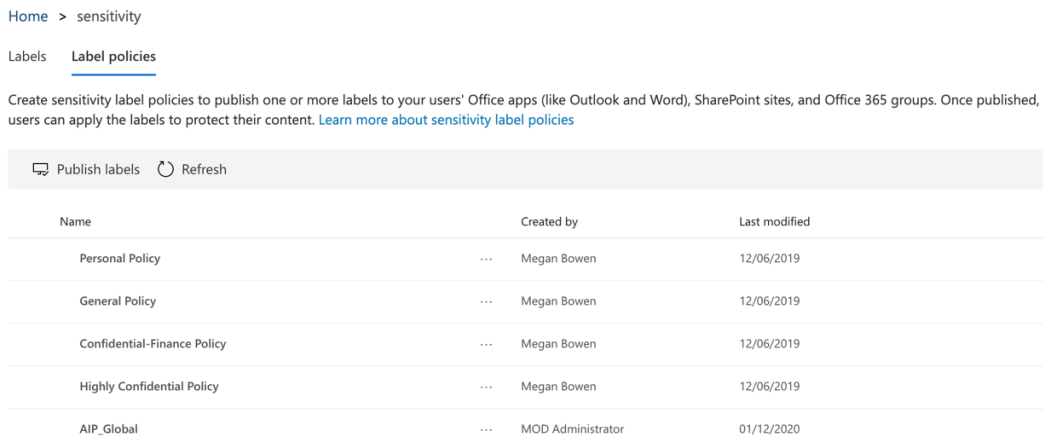 Home > sensitivity
Labels Label policies
Create sensitivity label policies to publish one or more labels to your users' Office apps (like Outlook and Word), SharePoint sites, and Office 365 groups. Once published,
users can apply the labels to protect their content. Learn more about sensitivity label policies
Publish labels Refresh
Name Created by Last modified
Personal Policy ... Megan Bowen 12/06/2019
General Policy ... Megan Bowen 12/06/2019
Confidential-Finance Policy ... Megan Bowen 12/06/2019
Highly Confidential Policy ... Megan Bowen 12/06/2019
AIP_Global ... MOD Administrator 01/12/2020